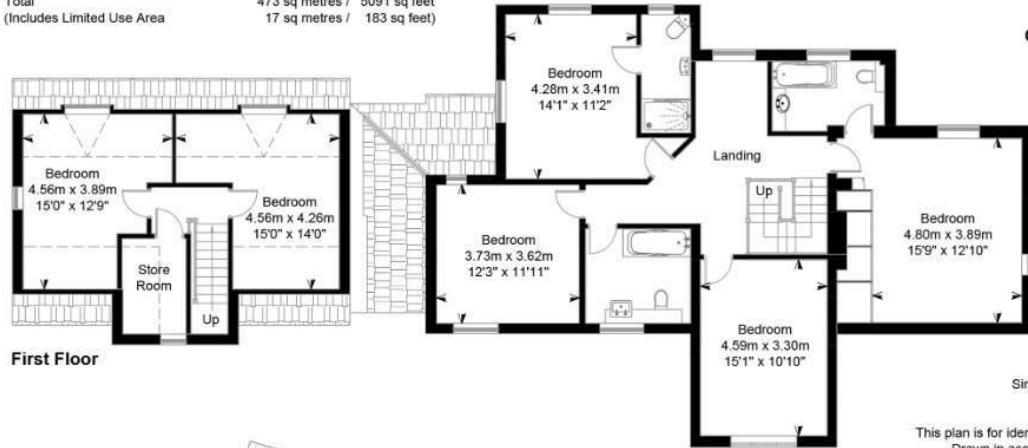 Total 473 sq metres / 5091 sq feet
(Includes Limited Use Area 17 sq metres / 183 sq feet)
Bedroom
4.28m x 3.41m
14'1" x 11'2"
Landing
Up
Bedroom
4.56m x 3.89m
15'0" x 12'9"
Bedroom
4.56m x 4.26m
15'0" x 14'0"
Store
Room
Up
Bedroom
3.73m x 3.62m
12'3" x 11'11"
Bedroom
4.80m x 3.89m
15'9" x 12'10"
Bedroom
4.59m x 3.30m
15'1" x 10'10"
First Floor
This plan is for